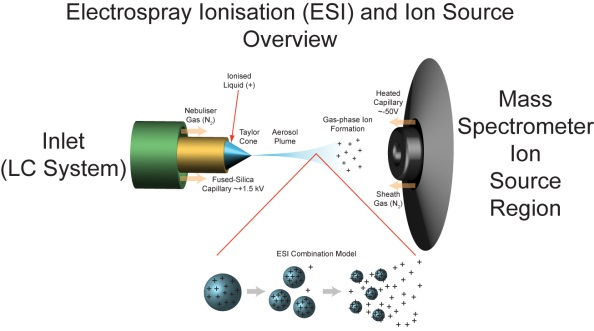 Electrospray Ionisation (ESI) and Ion Source
Overview
Ionised
Liquid (+)
Nebuliser
Gas (N2)
Taylor
Cone
Aerosol
Plume
Gas-phase Ion
Formation
Heated
Capillary
~-50V
Inlet
(LC System)
Fused-Silica
Capillary ~+1.5 kV
Sheath
Gas (N2)
Mass
Spectrometer
Ion
Source
Region
ESI Combination Model